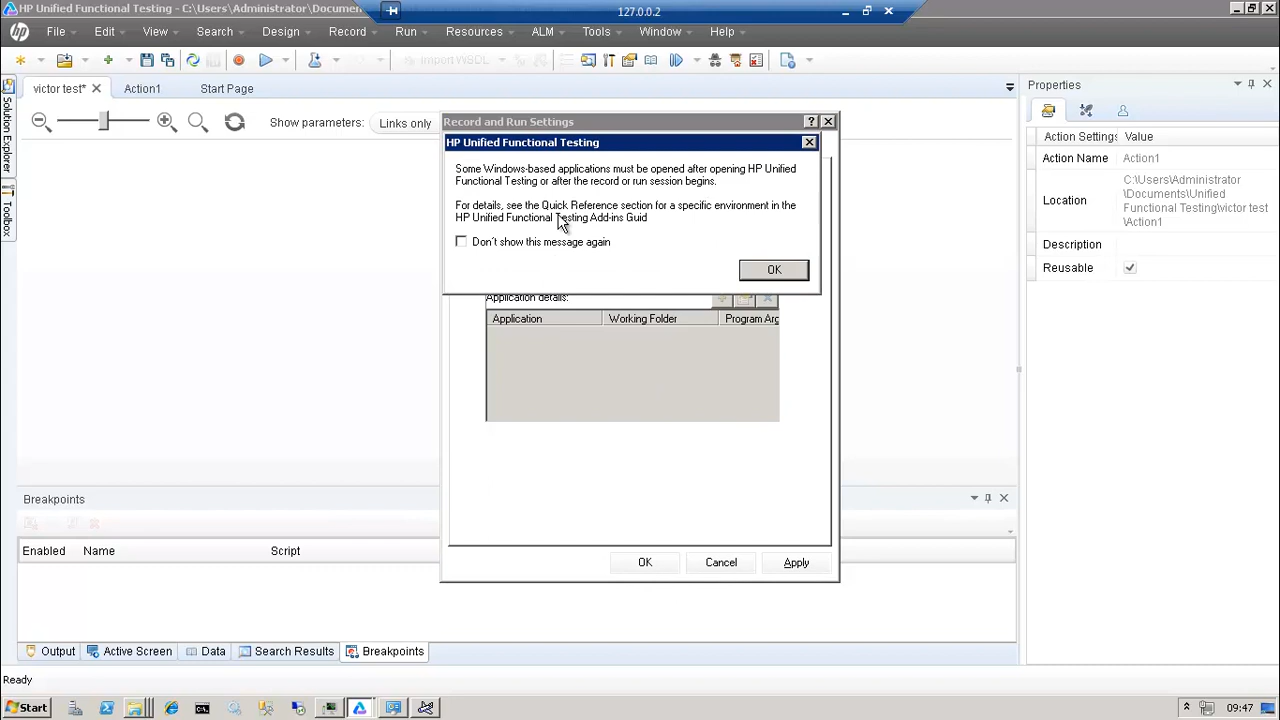 HP Unified Functional Testing - C:\Users\Administrator\Docume
127.0.0.2
hp File Edit View Search Design Record Run Resources ALM Tools Window Help
Import WSDL
victor test* Action1 Start Page
Show parameters: Links only
Solution Explorer
Toolbox
Record and Run Settings
HP Unified Functional Testing
Some Windows-based applications must be opened after opening HP Unified
Functional Testing or after the record or run session begins.
For details, see the Quick Reference section for a specific environment in the
HP Unified Functional Testing Add-ins Guid
Don't show this message again
OK
Application details:
Application Working Folder Program Arg
OK Cancel Apply
Properties
Action Settings Value
Action Name Action1
Location C:\Users\Administrator
\Documents\Unified
Functional Testing\victor test
\Action1
Description
Reusable
Breakpoints
Enabled Name Script
Output Active Screen Data Search Results Breakpoints
Ready
Start 09:47